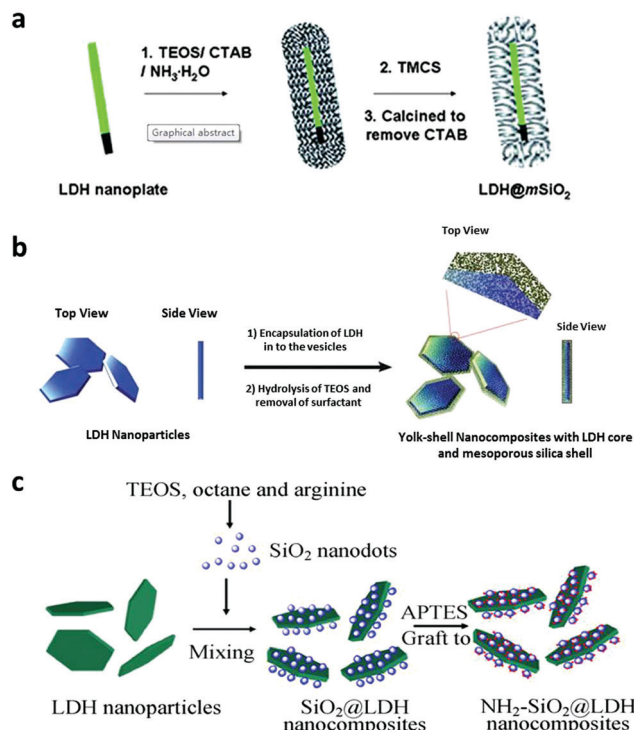 a
1. TEOS/ CTAB
/ NH₃·H₂O
2. TMCS
3. Calcined to
remove CTAB
Graphical abstract
LDH nanoplate
LDH@mSiO₂
b
Top View
Top View
Side View
1) Encapsulation of LDH
in to the vesicles
2) Hydrolysis of TEOS and
removal of surfactant
Side View
LDH Nanoparticles
Yolk-shell Nanocomposites with LDH core
and mesoporous silica shell
c
TEOS, octane and arginine
SiO₂ nanodots
Mixing
APTES
Graft to
LDH nanoparticles
SiO₂@LDH
nanocomposites
NH₂-SiO₂@LDH
nanocomposites